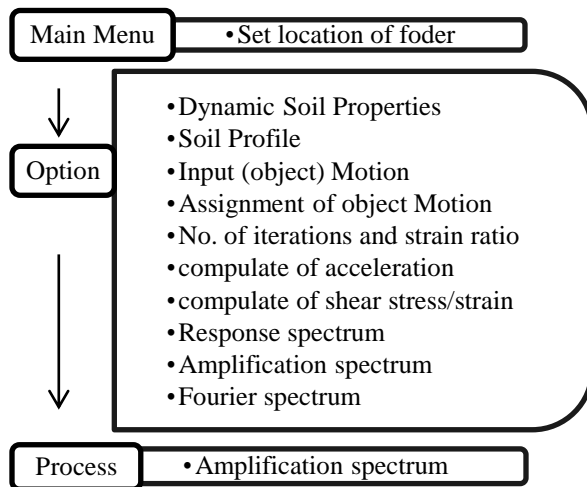 Main Menu •Set location of foder
•Dynamic Soil Properties
•Soil Profile
Option •Input (object) Motion
•Assignment of object Motion
•No. of iterations and strain ratio
•compulate of acceleration
•compulate of shear stress/strain
•Response spectrum
•Amplification spectrum
•Fourier spectrum
Process •Amplification spectrum